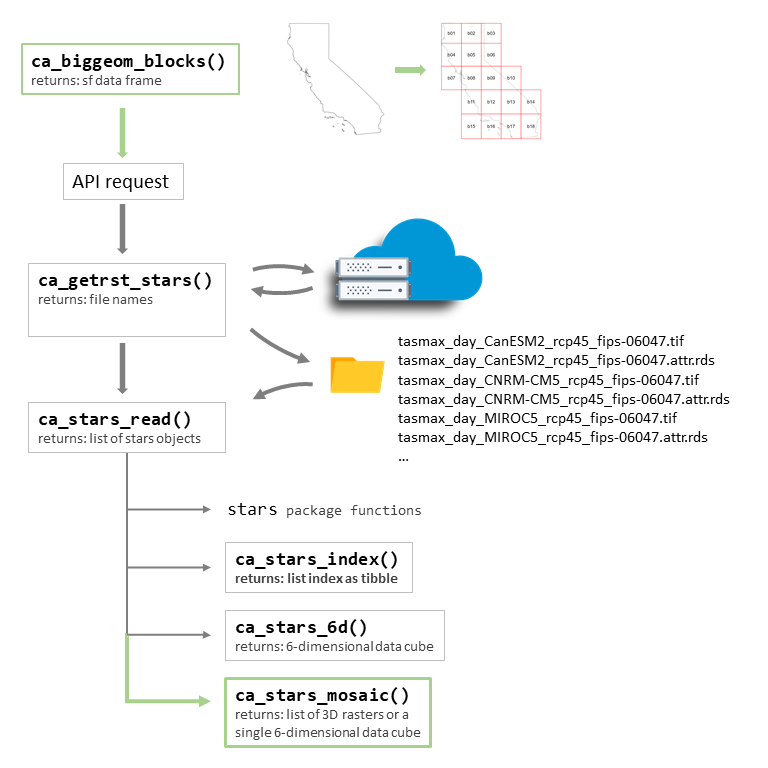 ca_biggeom_blocks()
returns: sf data frame
b01 b02 b03
b04 b05 b06
b07 b08 b09 b10
b11 b12 b13 b14
b15 b16 b17 b18
API request
ca_getrst_stars()
returns: file names
tasmax_day_CanESM2_rcp45_fips-06047.tif
tasmax_day_CanESM2_rcp45_fips-06047.attr.rds
tasmax_day_CNRM-CM5_rcp45_fips-06047.tif
tasmax_day_CNRM-CM5_rcp45_fips-06047.attr.rds
tasmax_day_MIROC5_rcp45_fips-06047.tif
tasmax_day_MIROC5_rcp45_fips-06047.attr.rds
...
ca_stars_read()
returns: list of stars objects
stars package functions
ca_stars_index()
returns: list index as tibble
ca_stars_6d()
returns: 6-dimensional data cube
ca_stars_mosaic()
returns: list of 3D rasters or a
single 6-dimensional data cube